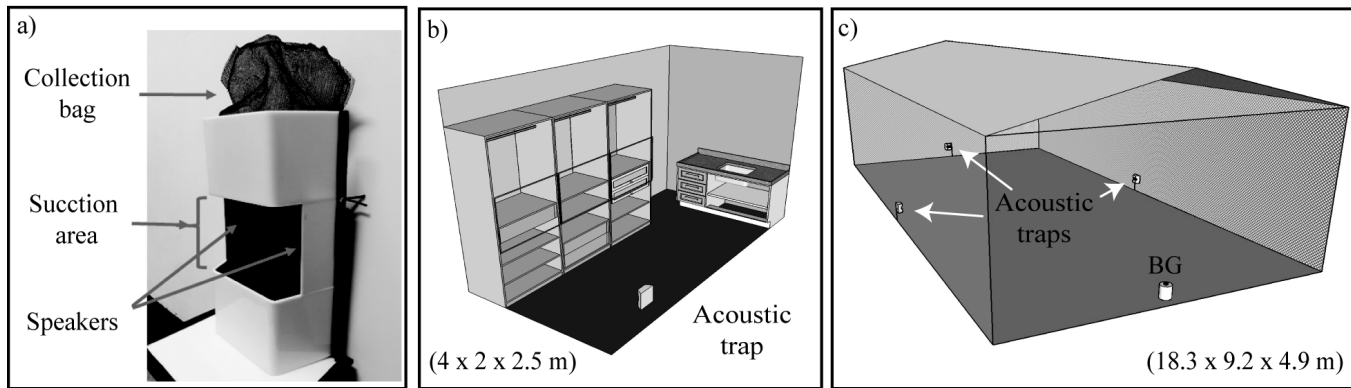 a)
Collection
bag
Sucction
area
Speakers
b)
Acoustic
trap
(4 x 2 x 2.5 m)
c)
Acoustic
traps
BG
(18.3 x 9.2 x 4.9 m)